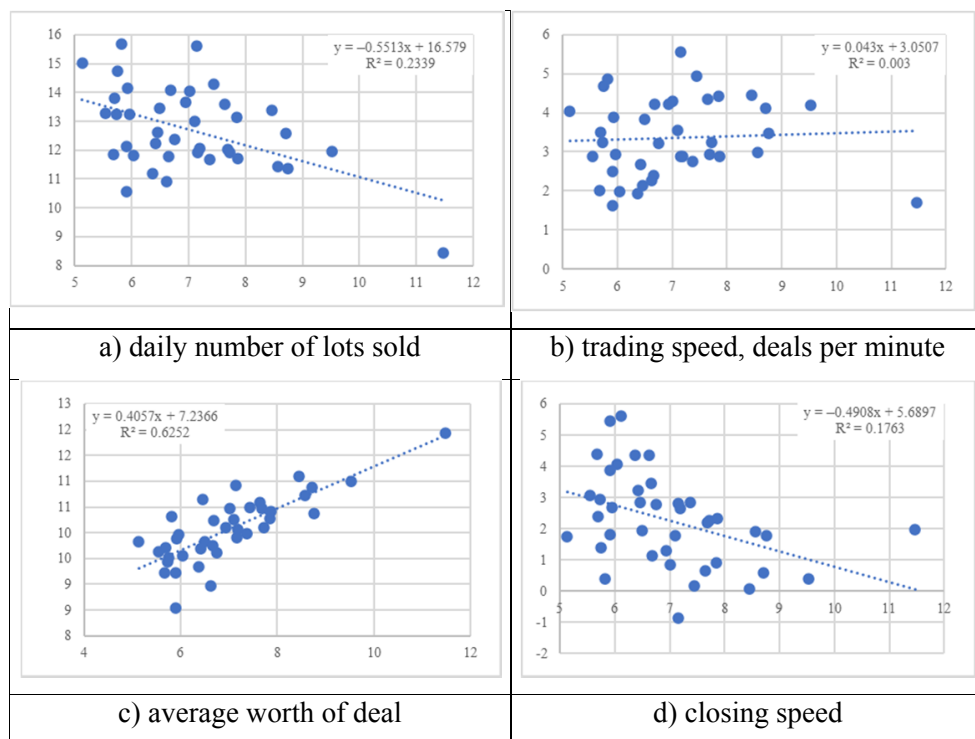 y = –0.5513x + 16.579
R² = 0.2339
16
15
14
13
12
11
10
9
8
5 6 7 8 9 10 11 12
y = 0.043x + 3.0507
R² = 0.003
6
5
4
3
2
1
0
5 6 7 8 9 10 11 12
a) daily number of lots sold
b) trading speed, deals per minute
y = 0.4057x + 7.2366
R² = 0.6252
13
12
12
11
11
10
10
9
9
8
4 6 8 10 12
y = –0.4908x + 5.6897
R² = 0.1763
6
5
4
3
2
1
0
-1
-2
5 6 7 8 9 10 11 12
c) average worth of deal
d) closing speed